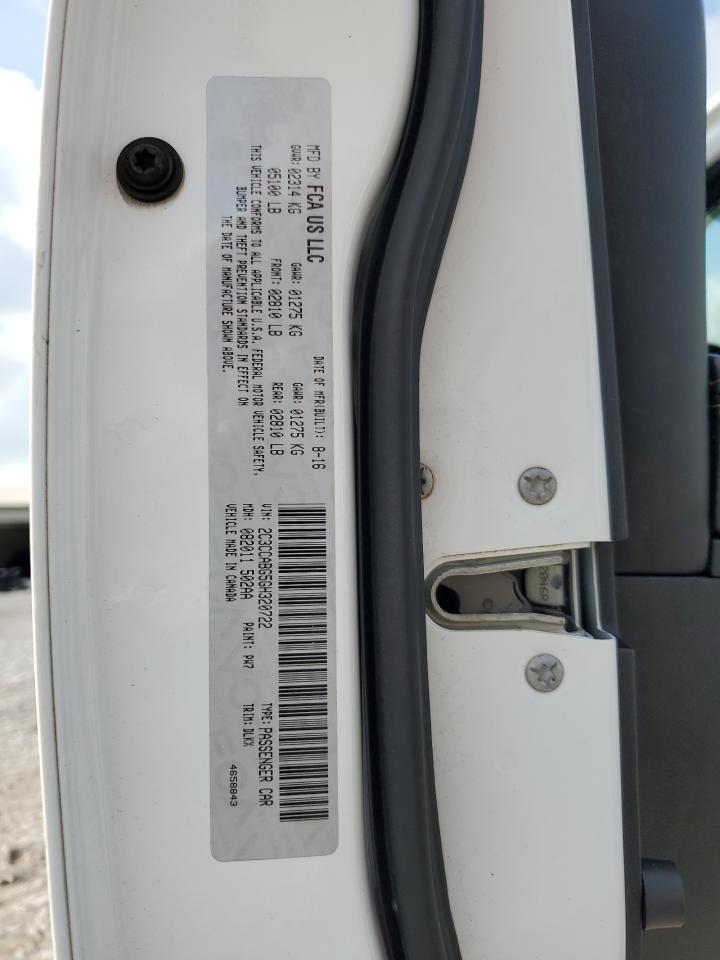 MFD BY FCA US LLC DATE OF MFR(BUILT): 8-16
GVWR: 02314 KG GAWR: 01275 KG GAWR: 01275 KG
05100 LB FRONT: 02810 LB REAR: 02810 LB
THIS VEHICLE CONFORMS TO ALL APPLICABLE U.S.A. FEDERAL MOTOR VEHICLE SAFETY,
BUMPER AND THEFT PREVENTION STANDARDS IN EFFECT ON
THE DATE OF MANUFACTURE SHOWN ABOVE.
VIN: 2C3CCABG5GH320722 TYPE: PASSENGER CAR
MDH: 082011 502AA PAINT: PW7 TRIM: DLKX
VEHICLE MADE IN CANADA 4658843